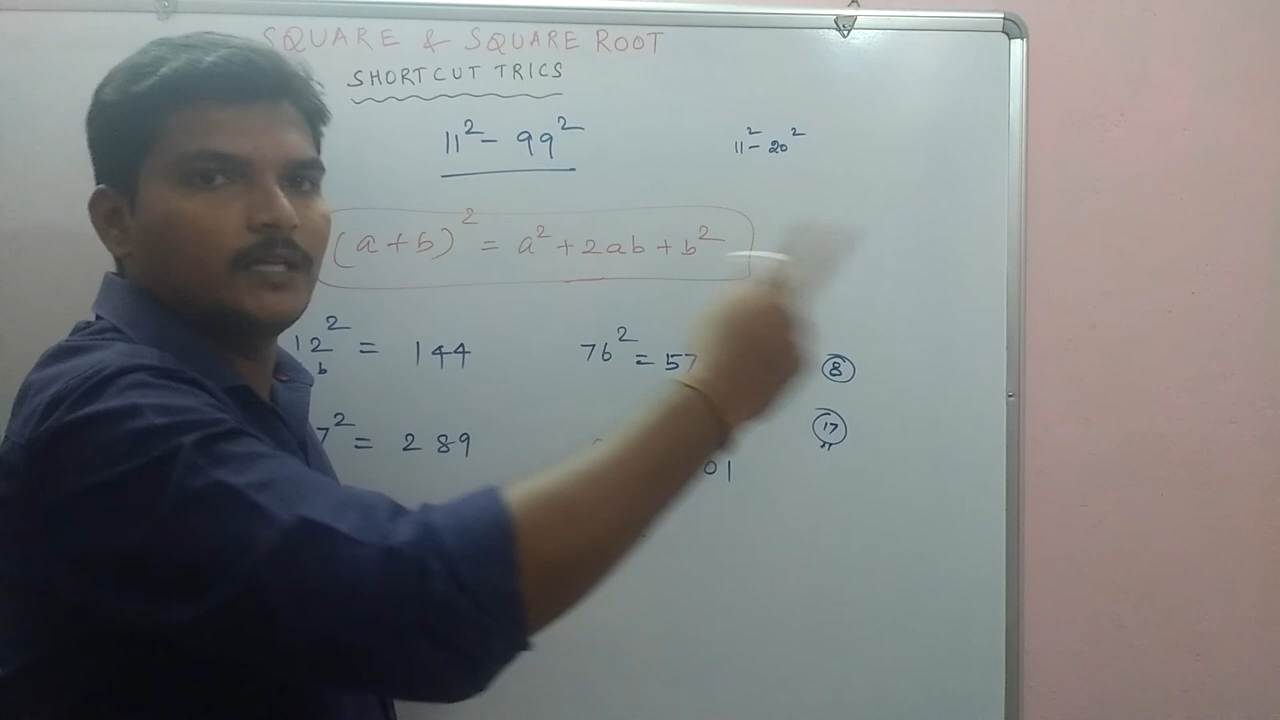 SQUARE & SQUARE ROOT
SHORTCUT TRICS
11² - 99²
11² - 20²
(a + b)² = a² + 2ab + b²
12² = 144
b
76² = 57
8
7² = 289
17
01